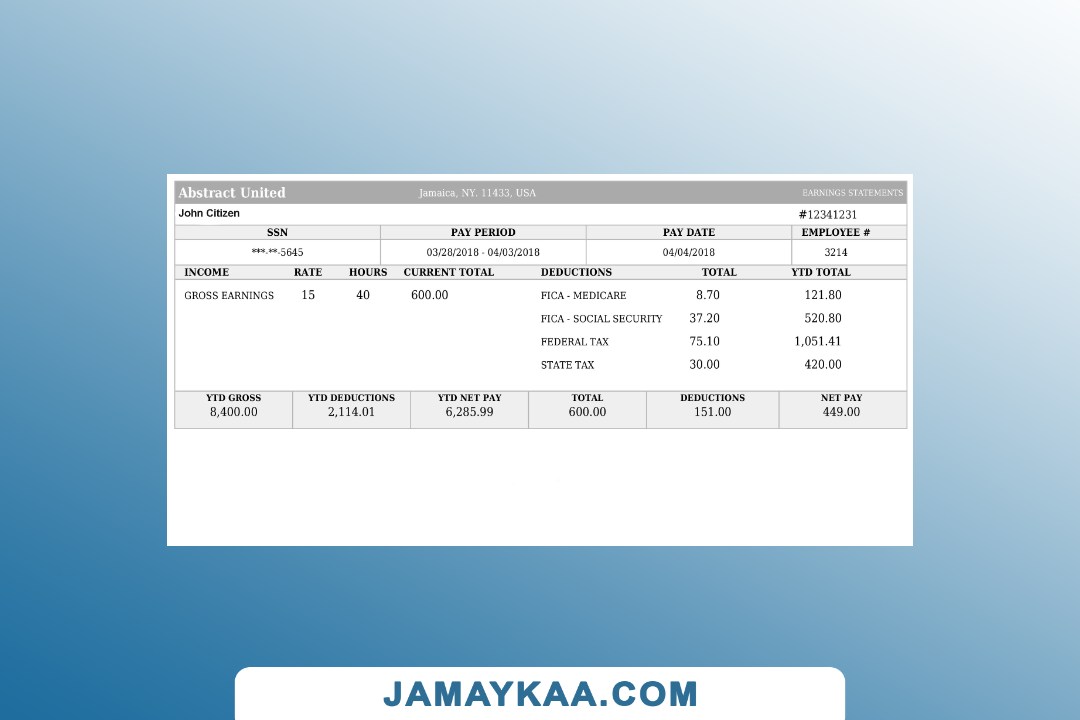 Abstract United Jamaica, NY. 11433, USA EARNINGS STATEMENTS
John Citizen #12341231
SSN PAY PERIOD PAY DATE EMPLOYEE #
***-**-5645 03/28/2018 - 04/03/2018 04/04/2018 3214
INCOME RATE HOURS CURRENT TOTAL DEDUCTIONS TOTAL YTD TOTAL
GROSS EARNINGS 15 40 600.00 FICA - MEDICARE 8.70 121.80
FICA - SOCIAL SECURITY 37.20 520.80
FEDERAL TAX 75.10 1,051.41
STATE TAX 30.00 420.00
YTD GROSS YTD DEDUCTIONS YTD NET PAY TOTAL DEDUCTIONS NET PAY
8,400.00 2,114.01 6,285.99 600.00 151.00 449.00
JAMAYKAA.COM